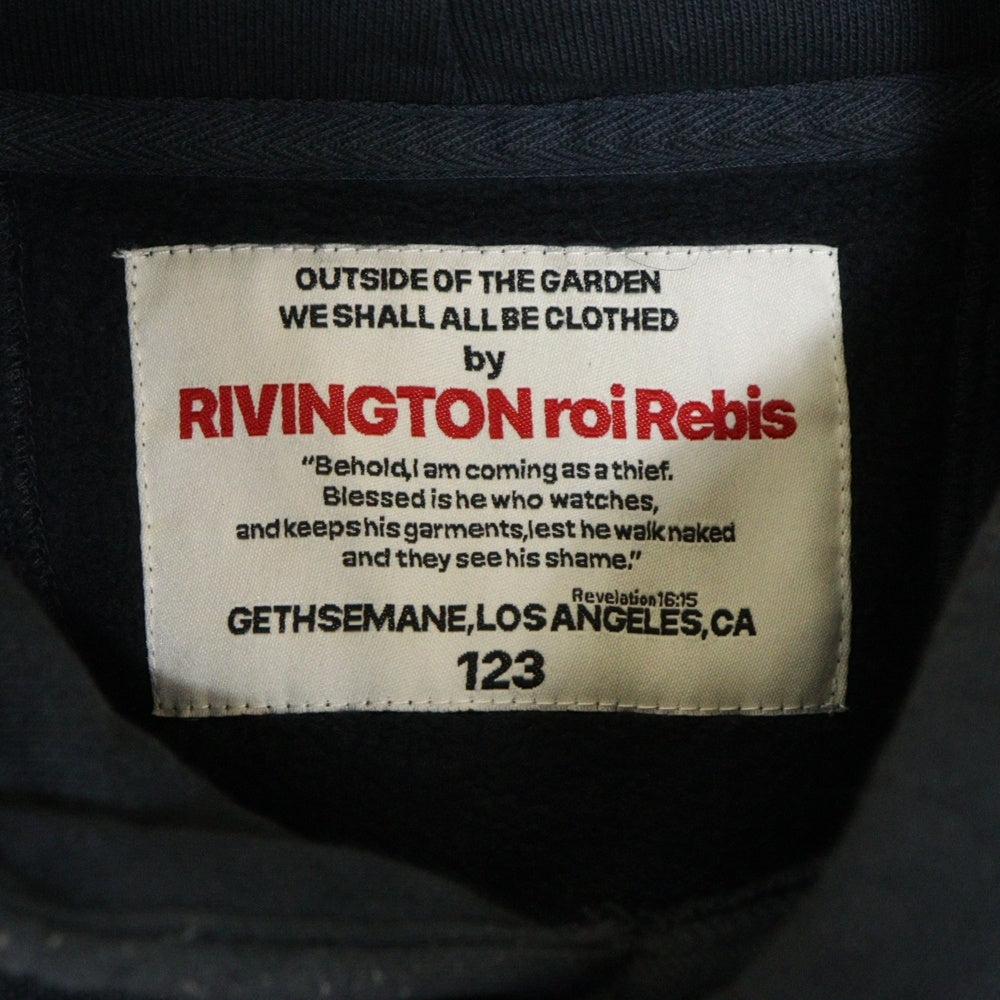 OUTSIDE OF THE GARDEN
WE SHALL ALL BE CLOTHED
by
RIVINGTON roi Rebis
“Behold, I am coming as a thief.
Blessed is he who watches,
and keeps his garments, lest he walk naked
and they see his shame.”
Revelation 16:15
GETHSEMANE, LOS ANGELES, CA
123